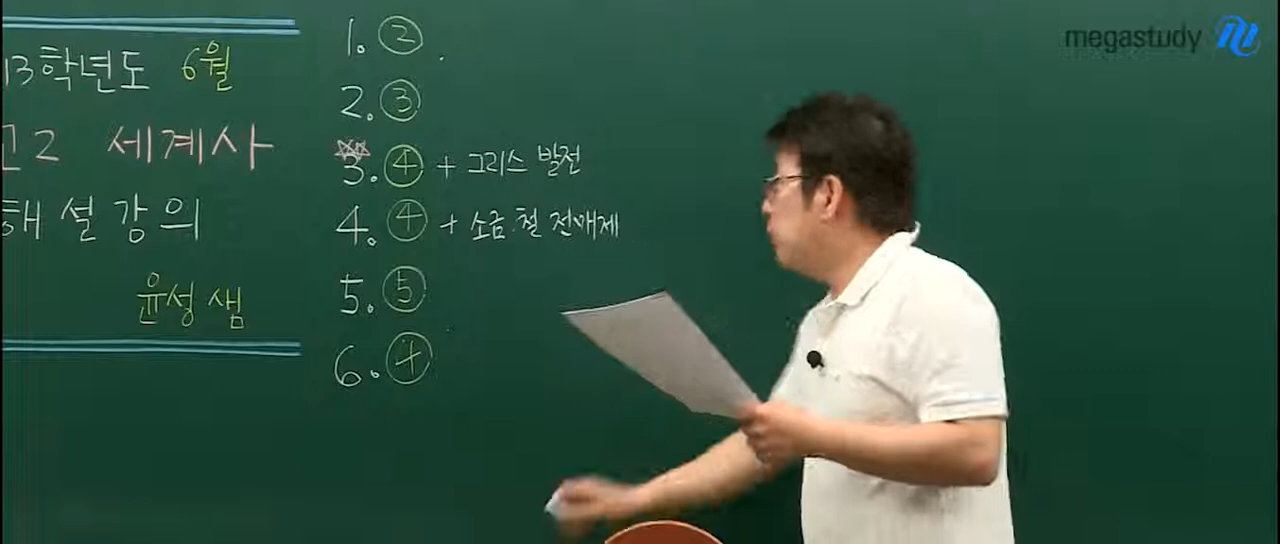 13학년도 6월
고2 세계사
해설강의
윤성 샘
1. ②
2. ③
3. ④ + 그리스 발전
4. ④ + 소금.철 전매제
5. ⑤
6. ④
megastudy